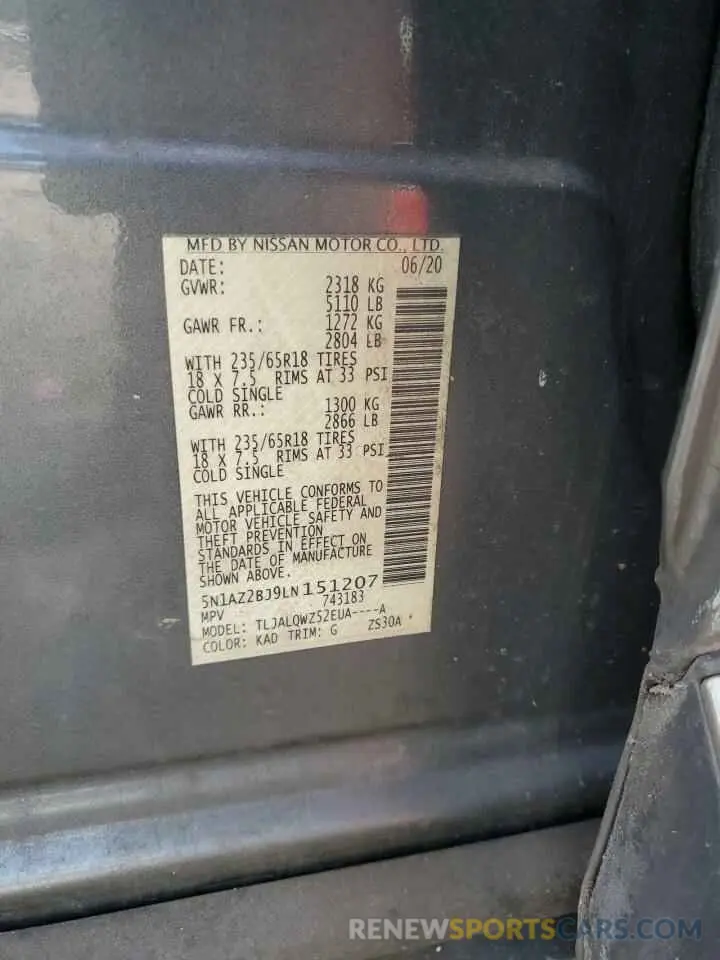 MFD BY NISSAN MOTOR CO., LTD.
DATE: 06/20
GVWR: 2318 KG
5110 LB
GAWR FR.: 1272 KG
2804 LB
WITH 235/65R18 TIRES
18 X 7.5 RIMS AT 33 PSI
COLD SINGLE
GAWR RR.: 1300 KG
2866 LB
WITH 235/65R18 TIRES
18 X 7.5 RIMS AT 33 PSI
COLD SINGLE
THIS VEHICLE CONFORMS TO
ALL APPLICABLE FEDERAL
MOTOR VEHICLE SAFETY AND
THEFT PREVENTION
STANDARDS IN EFFECT ON
THE DATE OF MANUFACTURE
SHOWN ABOVE.
5N1AZ2BJ9LN151207
MPV 743183
MODEL: TLJALQWZ52EUA----A
COLOR: KAD TRIM: G ZS30A
RENEWSPORTSCARS.COM